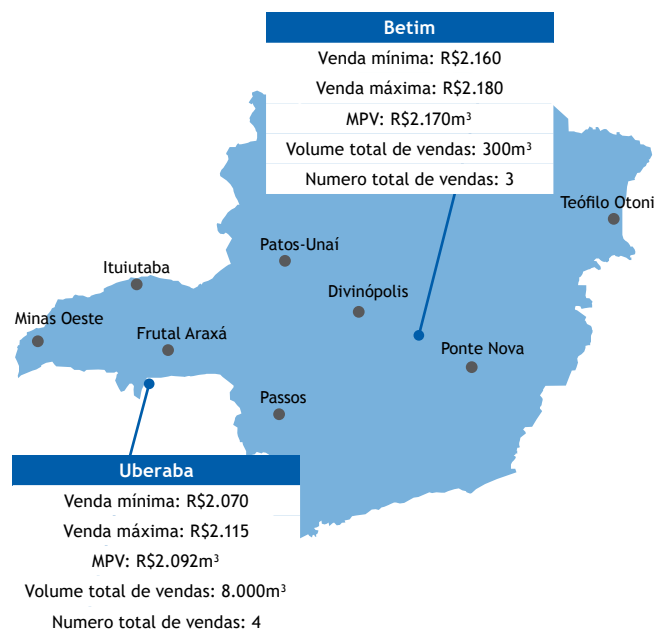 Betim
Venda mínima: R$2.160
Venda máxima: R$2.180
MPV: R$2.170m³
Volume total de vendas: 300m³
Numero total de vendas: 3
Teófilo Otoni
Patos-Unaí
Ituiutaba
Divinópolis
Minas Oeste
Frutal Araxá
Ponte Nova
Passos
Uberaba
Venda mínima: R$2.070
Venda máxima: R$2.115
MPV: R$2.092m³
Volume total de vendas: 8.000m³
Numero total de vendas: 4